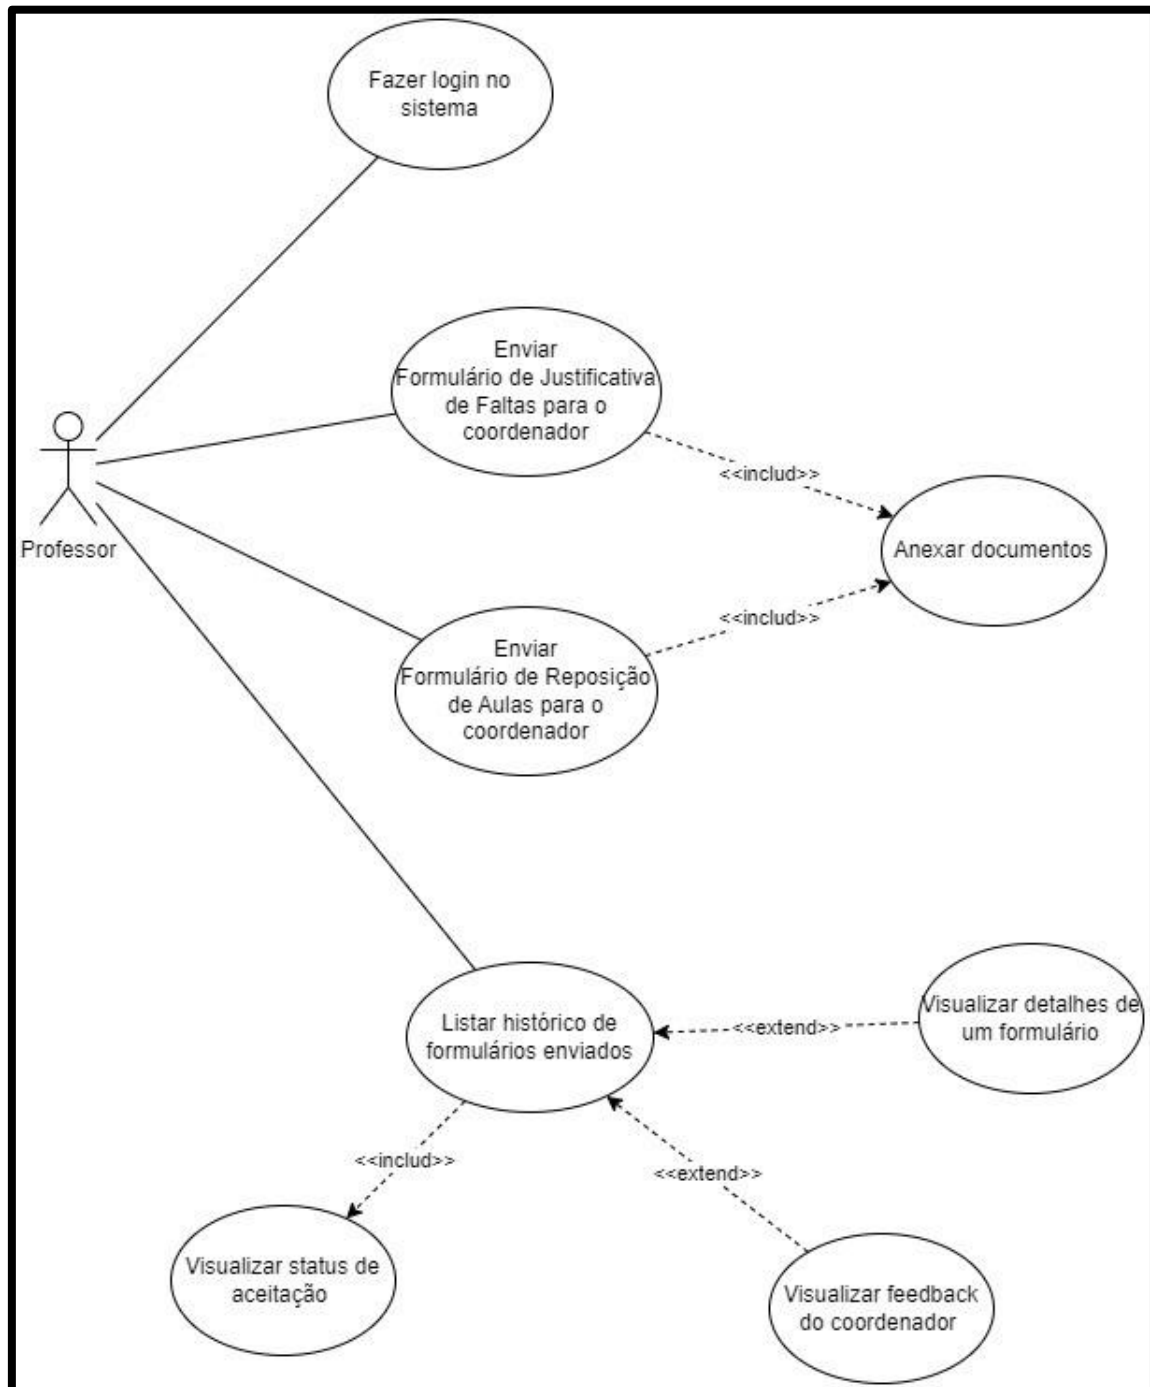 Fazer login no
sistema
Enviar
Formulário de Justificativa
de Faltas para o
coordenador
<<includ>>
Professor
Anexar documentos
<<includ>>
Enviar
Formulário de Reposição
de Aulas para o
coordenador
Listar histórico de
formulários enviados
<<extend>>
Visualizar detalhes de
um formulário
<<includ>>
<<extend>>
Visualizar status de
aceitação
Visualizar feedback
do coordenador